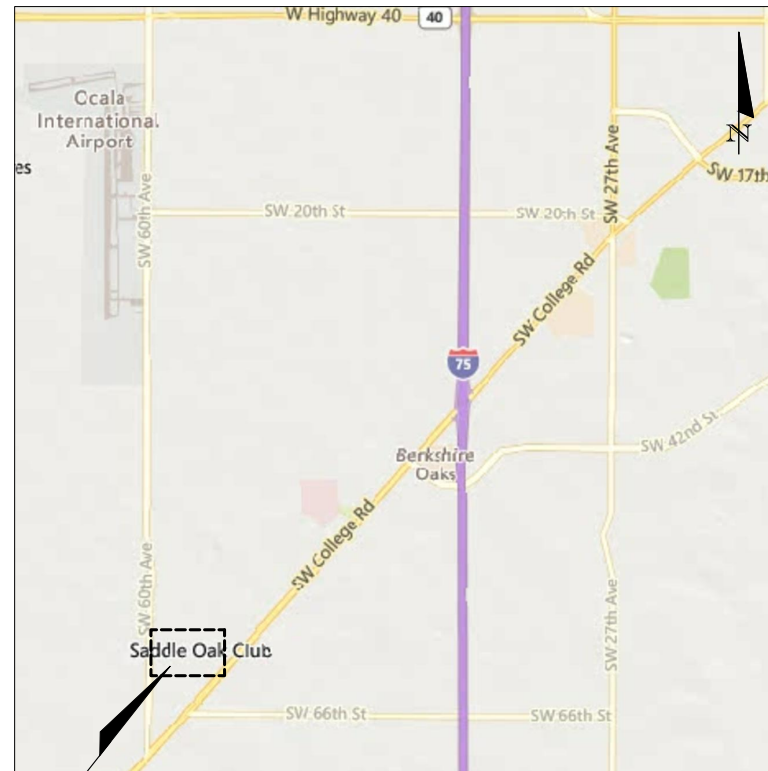 W Highway 40
40
Ocala
International
Airport
es
SW 60th Ave
SW 27th Ave
N
SW 17th
SW 20th St
SW 20th St
SW College Rd
75
SW 42nd St
Berkshire
Oaks
SW College Rd
SW 60th Ave
SW 27th Ave
Saddle Oak Club
SW 66th St
SW 66th St